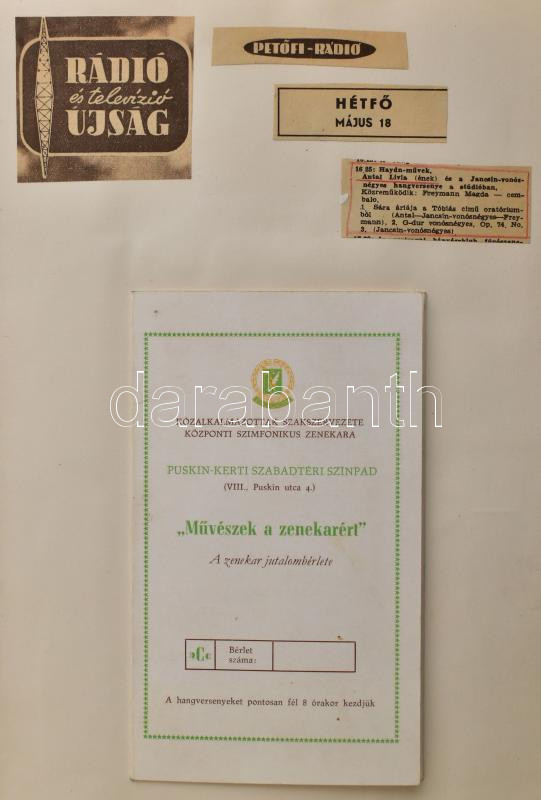 RÁDIÓ
és televízió
ÚJSÁG
PETŐFI-RÁDIÓ
HÉTFŐ
MÁJUS 18
16 25: Haydn-művek,
Antal Lívia (ének) és a Jancsin-vonós-
négyes hangversenye a stúdióban,
Közreműködik: Freymann Magda — cem-
balo.
1. Sára áriája a Tóbiás című oratórium-
ból (Antal—Jancsin-vonósnégyes—Frey-
mann), 2. G-dur vonósnégyes, Op. 74, No.
3. (Jancsin-vonósnégyes)
KÖZALKALMAZOTTAK SZAKSZERVEZETE
KÖZPONTI SZIMFONIKUS ZENEKARA
darabanth
PUSKIN-KERTI SZABADTÉRI SZÍNPAD
(VIII., Puskin utca 4.)
„Művészek a zenekarért"
A zenekar jutalombérlete
„C"
Bérlet
száma:
A hangversenyeket pontosan fél 8 órakor kezdjük